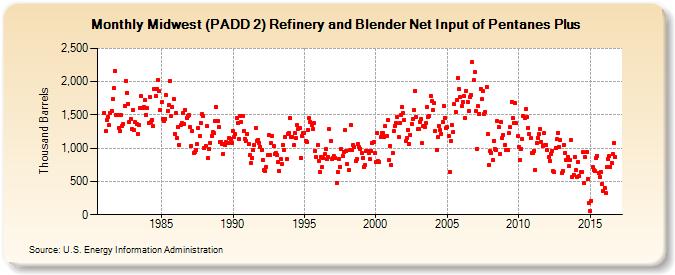 Monthly Midwest (PADD 2) Refinery and Blender Net Input of Pentanes Plus
Thousand Barrels
2,500
2,000
1,500
1,000
500
0
1985 1990 1995 2000 2005 2010 2015
Source: U.S. Energy Information Administration